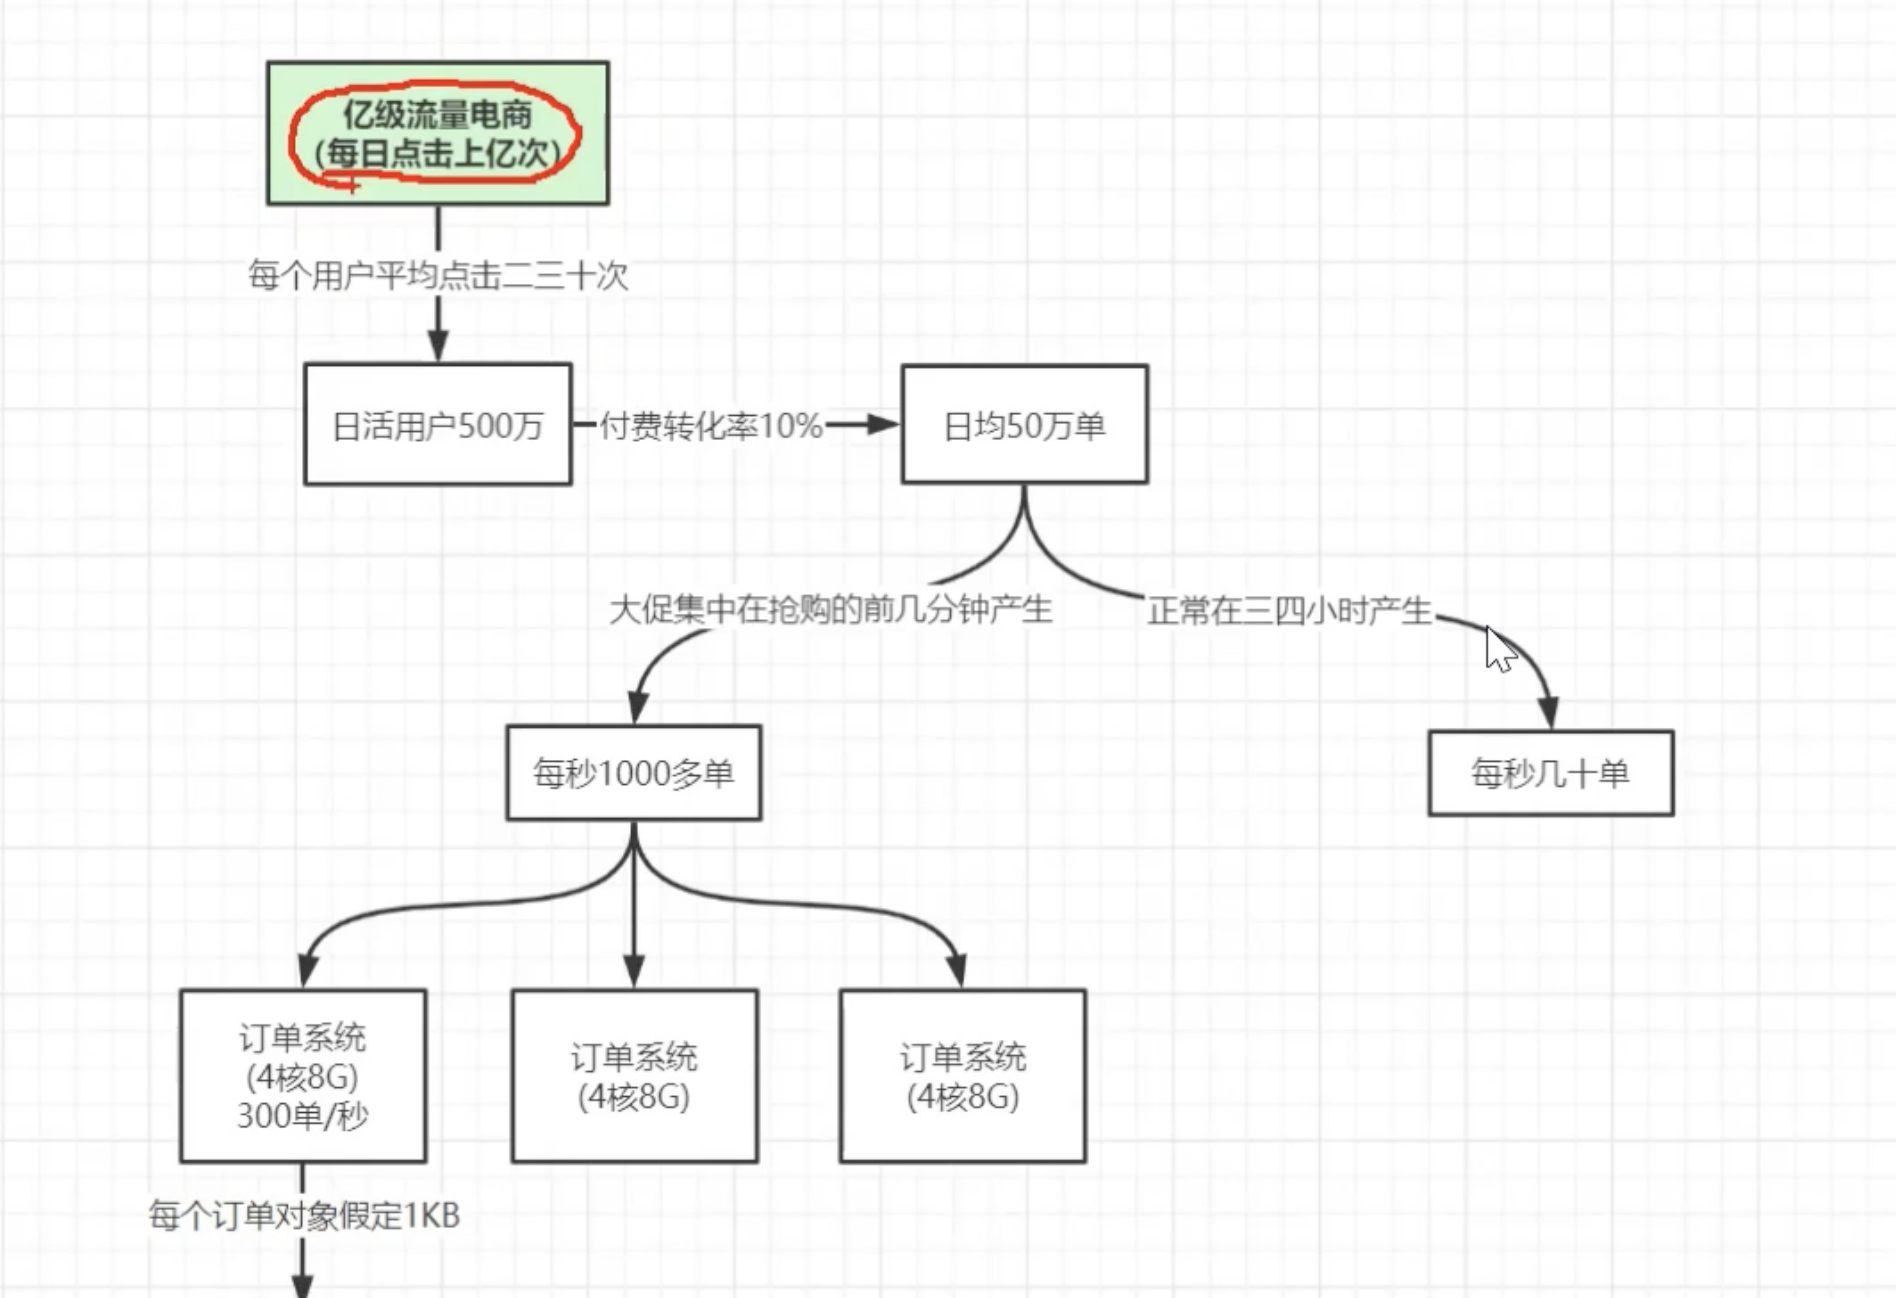 亿级流量电商
(每日点击上亿次)
每个用户平均点击二三十次
日活用户500万
付费转化率10%
日均50万单
大促集中在抢购的前几分钟产生
正常在三四小时产生
每秒1000多单
每秒几十单
订单系统
(4核8G)
300单/秒
订单系统
(4核8G)
订单系统
(4核8G)
每个订单对象假定1KB